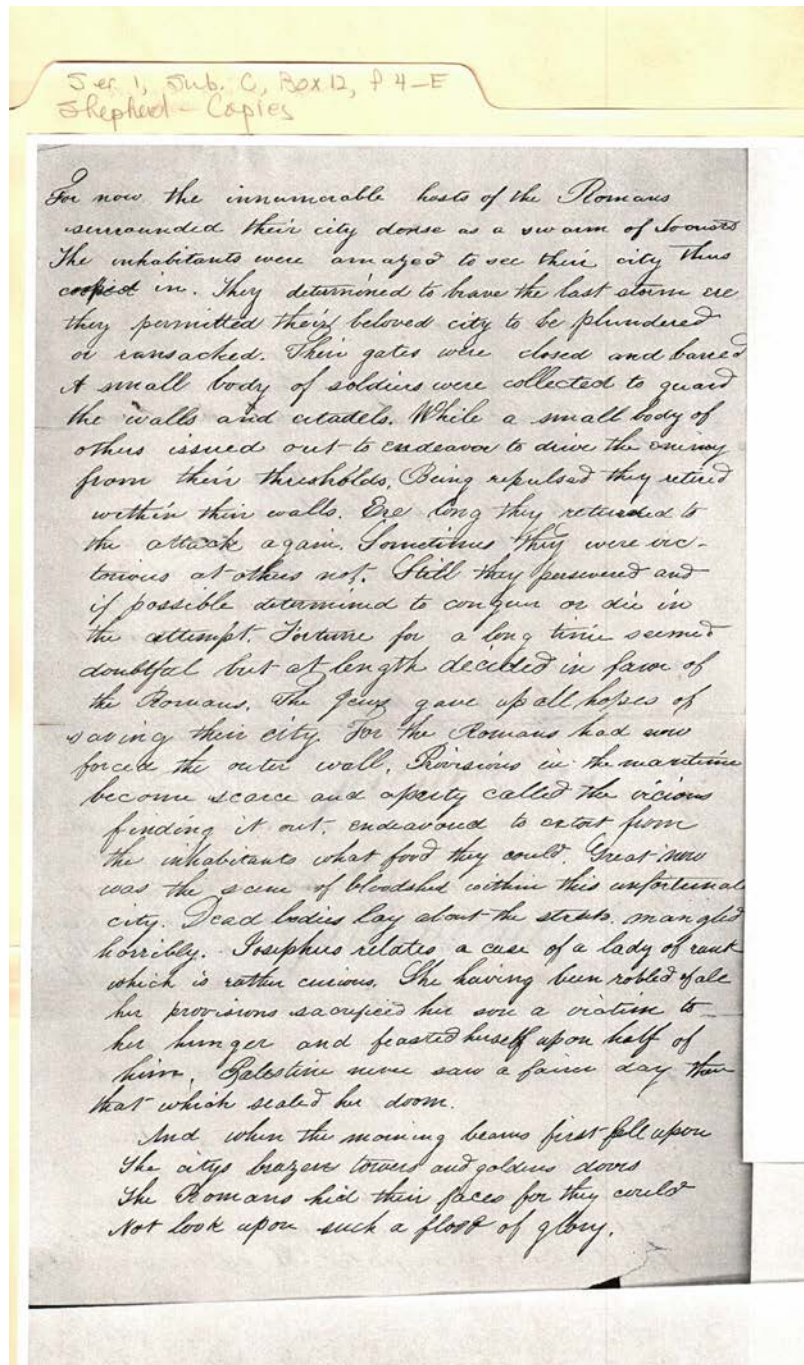 Ser 1, Sub. C, Box 12, f 4-E
Shepherd - Copies
For now the innumerable hosts of the Romans
surrounded their city dense as a swarm of locusts
The inhabitants were amazed to see their city thus
in. They determined to brave the last storm ere
they permitted their beloved city to be plundered
or ransacked. Their gates were closed and barred
A small body of soldiers were collected to guard
the walls and citadels. While a small body of
others issued out to endeavor to drive the enimy
from their thresholds. Being repulsed they retired
within their walls. Ere long they returned to
the attack again. Sometimes they were vic-
torious at others not. Still they persevered and
if possible determined to conquer or die in
the attempt. Fortune for a long time seemed
doubtful but at length decided in favor of
the Romans. The Jews gave up all hopes of
saving their city. For the Romans had now
forced the outer wall. Provisions in the mantime
become scarce and called the vicious
finding it out, endeavoured to extort from
the inhabitants what food they could. Great now
was the scene of bloodshed within this unfortunate
city. Dead bodies lay about the streets, mangled
horribly. Josephus relates a case of a lady of rank
which is rather curious. She having been robbed of all
her provisions sacrificed her son a victim to
her hunger and feasted herself upon half of
him. Palestine never saw a fairer day than
that which sealed her doom.
And when the morning beams first fell upon
The citys brazen towers and goldens doors
The Romans hid their faces for they could
Not look upon such a flood of glory.